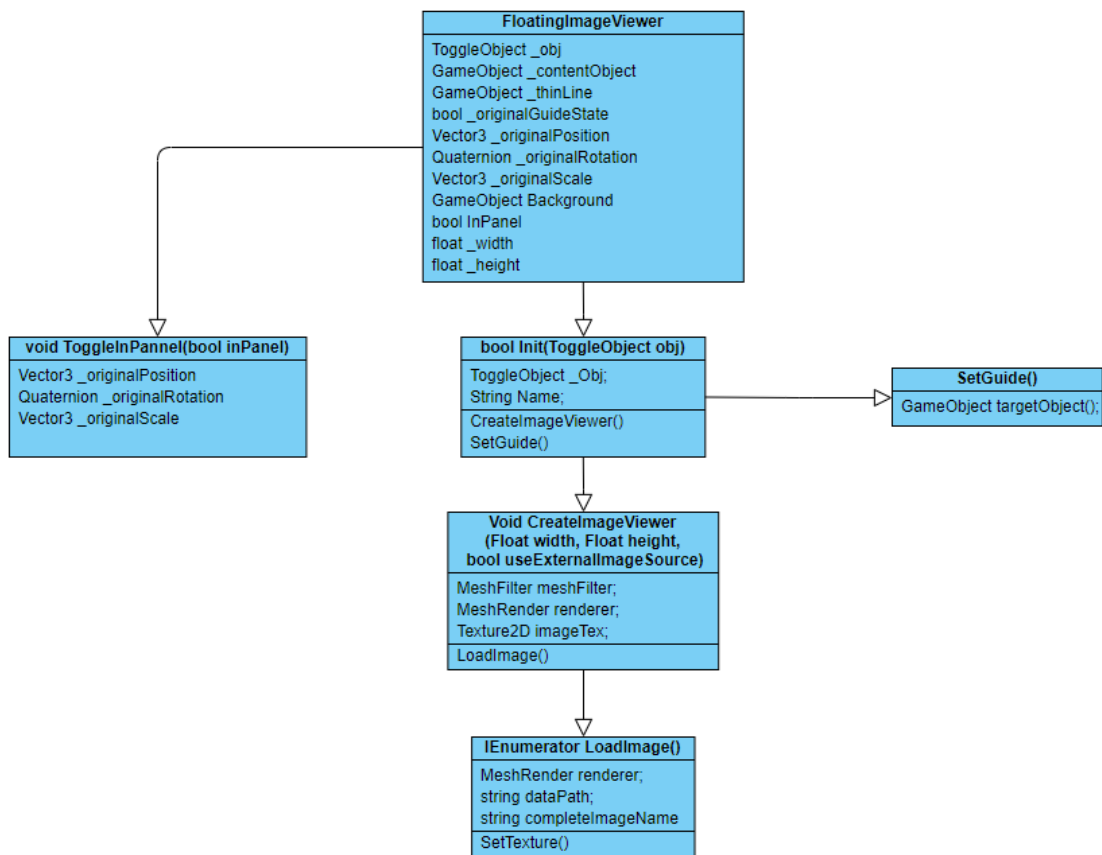 FloatingImageViewer
ToggleObject _obj
GameObject _contentObject
GameObject _thinLine
bool _originalGuideState
Vector3 _originalPosition
Quaternion _originalRotation
Vector3 _originalScale
GameObject Background
bool InPanel
float _width
float _height
void ToggleInPannel(bool inPanel)
Vector3 _originalPosition
Quaternion _originalRotation
Vector3 _originalScale
bool Init(ToggleObject obj)
ToggleObject _Obj;
String Name;
CreateImageViewer()
SetGuide()
SetGuide()
GameObject targetObject();
Void CreateImageViewer
(Float width, Float height,
bool useExternalImageSource)
MeshFilter meshFilter;
MeshRender renderer;
Texture2D imageTex;
LoadImage()
IEnumerator LoadImage()
MeshRender renderer;
string dataPath;
string completeImageName
SetTexture()